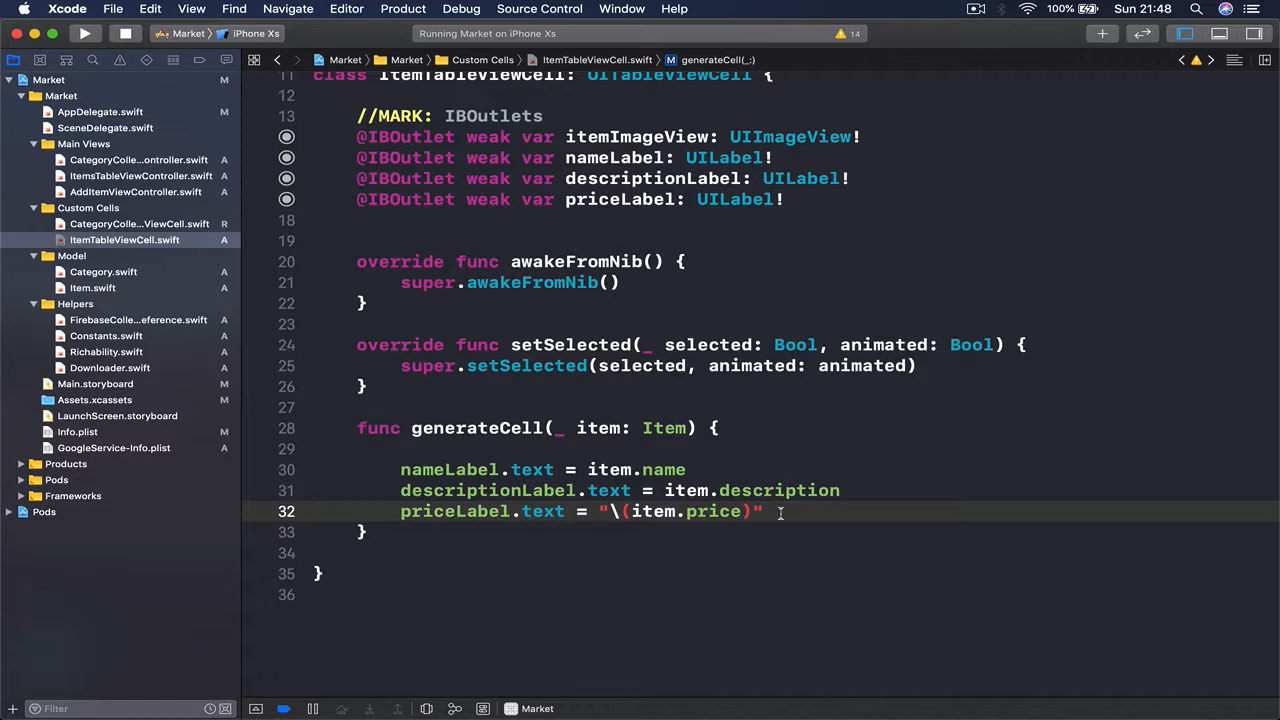 Xcode File Edit View Find Navigate Editor Product Debug Source Control Window Help 100% Sun 21:48
Market iPhone Xs Running Market on iPhone Xs 14
Market M
Market
AppDelegate.swift M
SceneDelegate.swift
Main Views
CategoryColle...ontroller.swift A
ItemsTableViewController.swift A
AddItemViewController.swift A
Custom Cells
CategoryColle...ViewCell.swift R
ItemTableViewCell.swift A
Model
Category.swift A
Item.swift A
Helpers
FirebaseColle...eference.swift A
Constants.swift A
Richability.swift A
Downloader.swift A
Main.storyboard M
Assets.xcassets M
LaunchScreen.storyboard
Info.plist M
GoogleService-Info.plist A
Products
Pods
Frameworks
Pods
Filter
Market Market Custom Cells ItemTableViewCell.swift M generateCell(_:)
11 class ItemTableViewCell: UITableViewCell {
12
13 //MARK: IBOutlets
@IBOutlet weak var itemImageView: UIImageView!
@IBOutlet weak var nameLabel: UILabel!
@IBOutlet weak var descriptionLabel: UILabel!
@IBOutlet weak var priceLabel: UILabel!
18
19
20 override func awakeFromNib() {
21 super.awakeFromNib()
22 }
23
24 override func setSelected(_ selected: Bool, animated: Bool) {
25 super.setSelected(selected, animated: animated)
26 }
27
28 func generateCell(_ item: Item) {
29
30 nameLabel.text = item.name
31 descriptionLabel.text = item.description
32 priceLabel.text = "\(item.price)"
33 }
34
35 }
36
Market